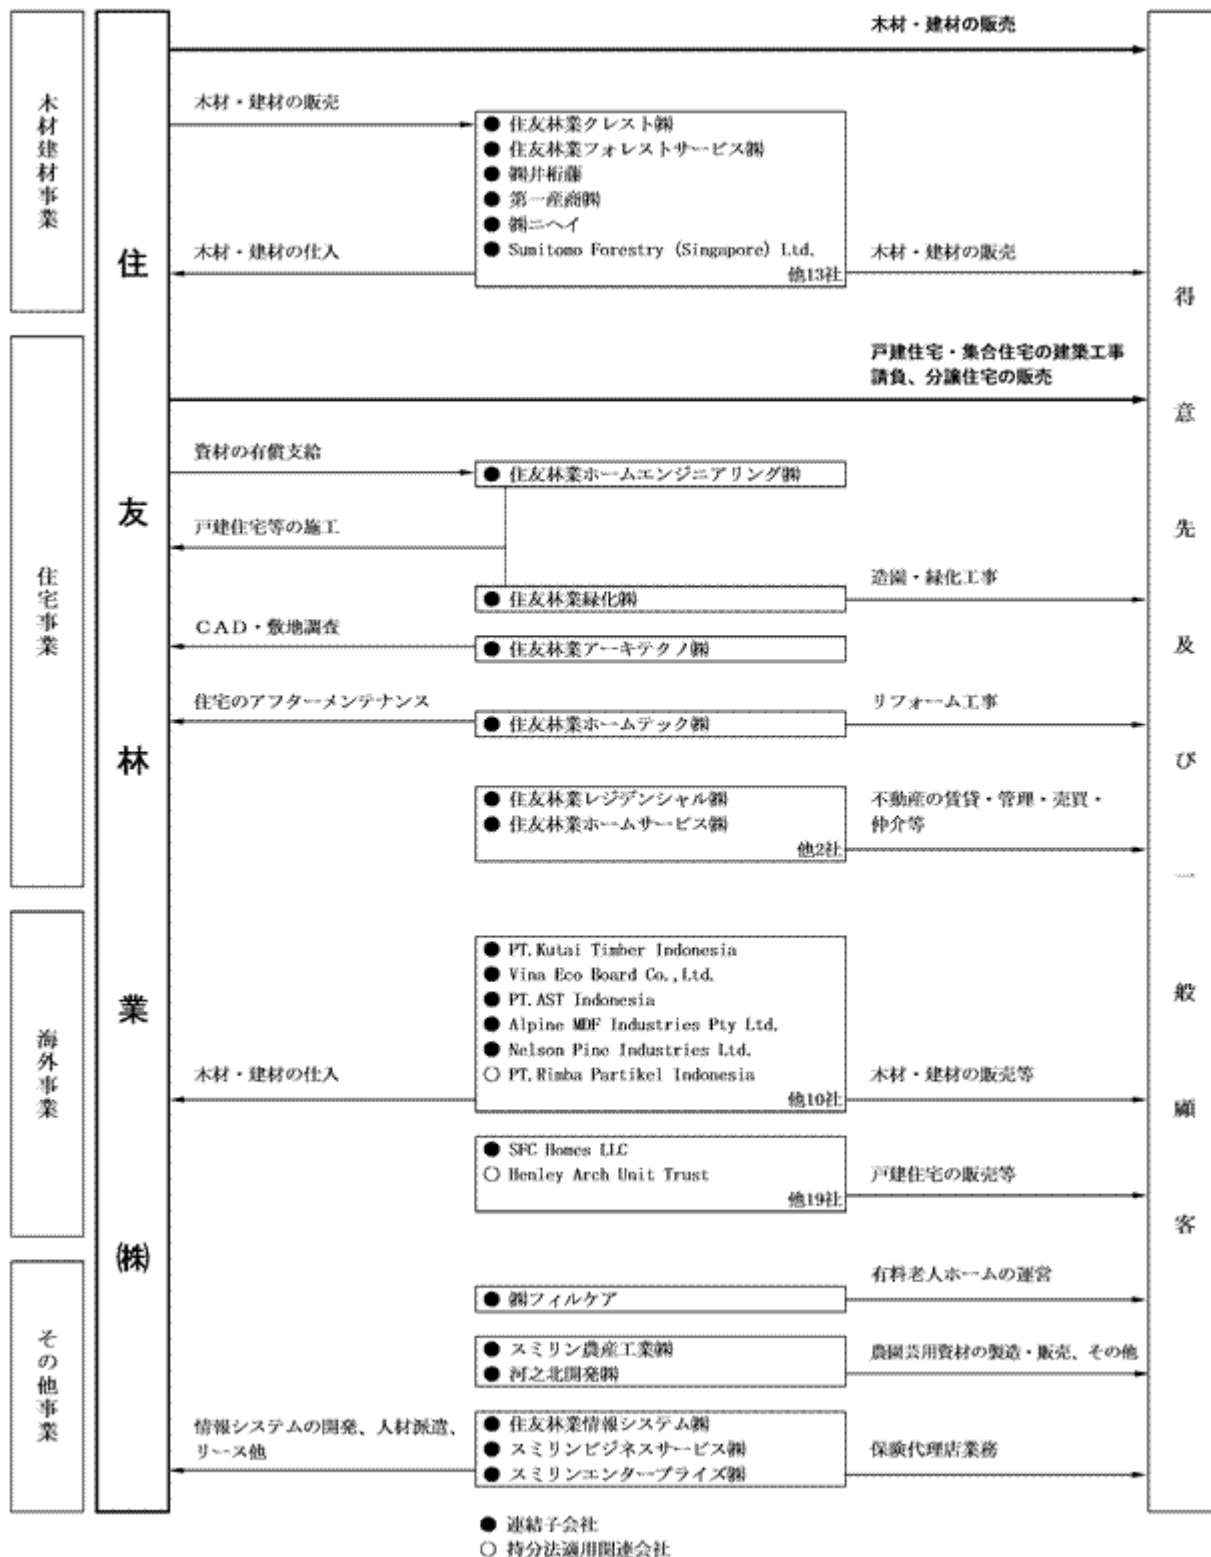 木材建材事業
住宅事業
海外事業
その他事業
住友林業㈱
木材・建材の販売
木材・建材の販売
● 住友林業クレスト㈱
● 住友林業フォレストサービス㈱
● ㈱井桁藤
● 第一産商㈱
● ㈱ニヘイ
● Sumitomo Forestry (Singapore) Ltd.
他13社
木材・建材の仕入
木材・建材の販売
戸建住宅・集合住宅の建築工事
請負、分譲住宅の販売
資材の有償支給
● 住友林業ホームエンジニアリング㈱
戸建住宅等の施工
● 住友林業緑化㈱
造園・緑化工事
CAD・敷地調査
● 住友林業アーキテクノ㈱
住宅のアフターメンテナンス
● 住友林業ホームテック㈱
リフォーム工事
● 住友林業レジデンシャル㈱
● 住友林業ホームサービス㈱
他2社
不動産の賃貸・管理・売買・
仲介等
● PT.Kutai Timber Indonesia
● Vina Eco Board Co.,Ltd.
● PT.AST Indonesia
● Alpine MDF Industries Pty Ltd.
● Nelson Pine Industries Ltd.
○ PT.Rimba Partikel Indonesia
他10社
木材・建材の仕入
木材・建材の販売等
● SFC Homes LLC
○ Henley Arch Unit Trust
他19社
戸建住宅の販売等
● ㈱フィルケア
有料老人ホームの運営
● スミリン農産工業㈱
● 河之北開発㈱
農園芸用資材の製造・販売、その他
情報システムの開発、人材派遣、
リース他
● 住友林業情報システム㈱
● スミリンビジネスサービス㈱
● スミリンエンタープライズ㈱
保険代理店業務
得意先及び一般顧客
● 連結子会社
○ 持分法適用関連会社